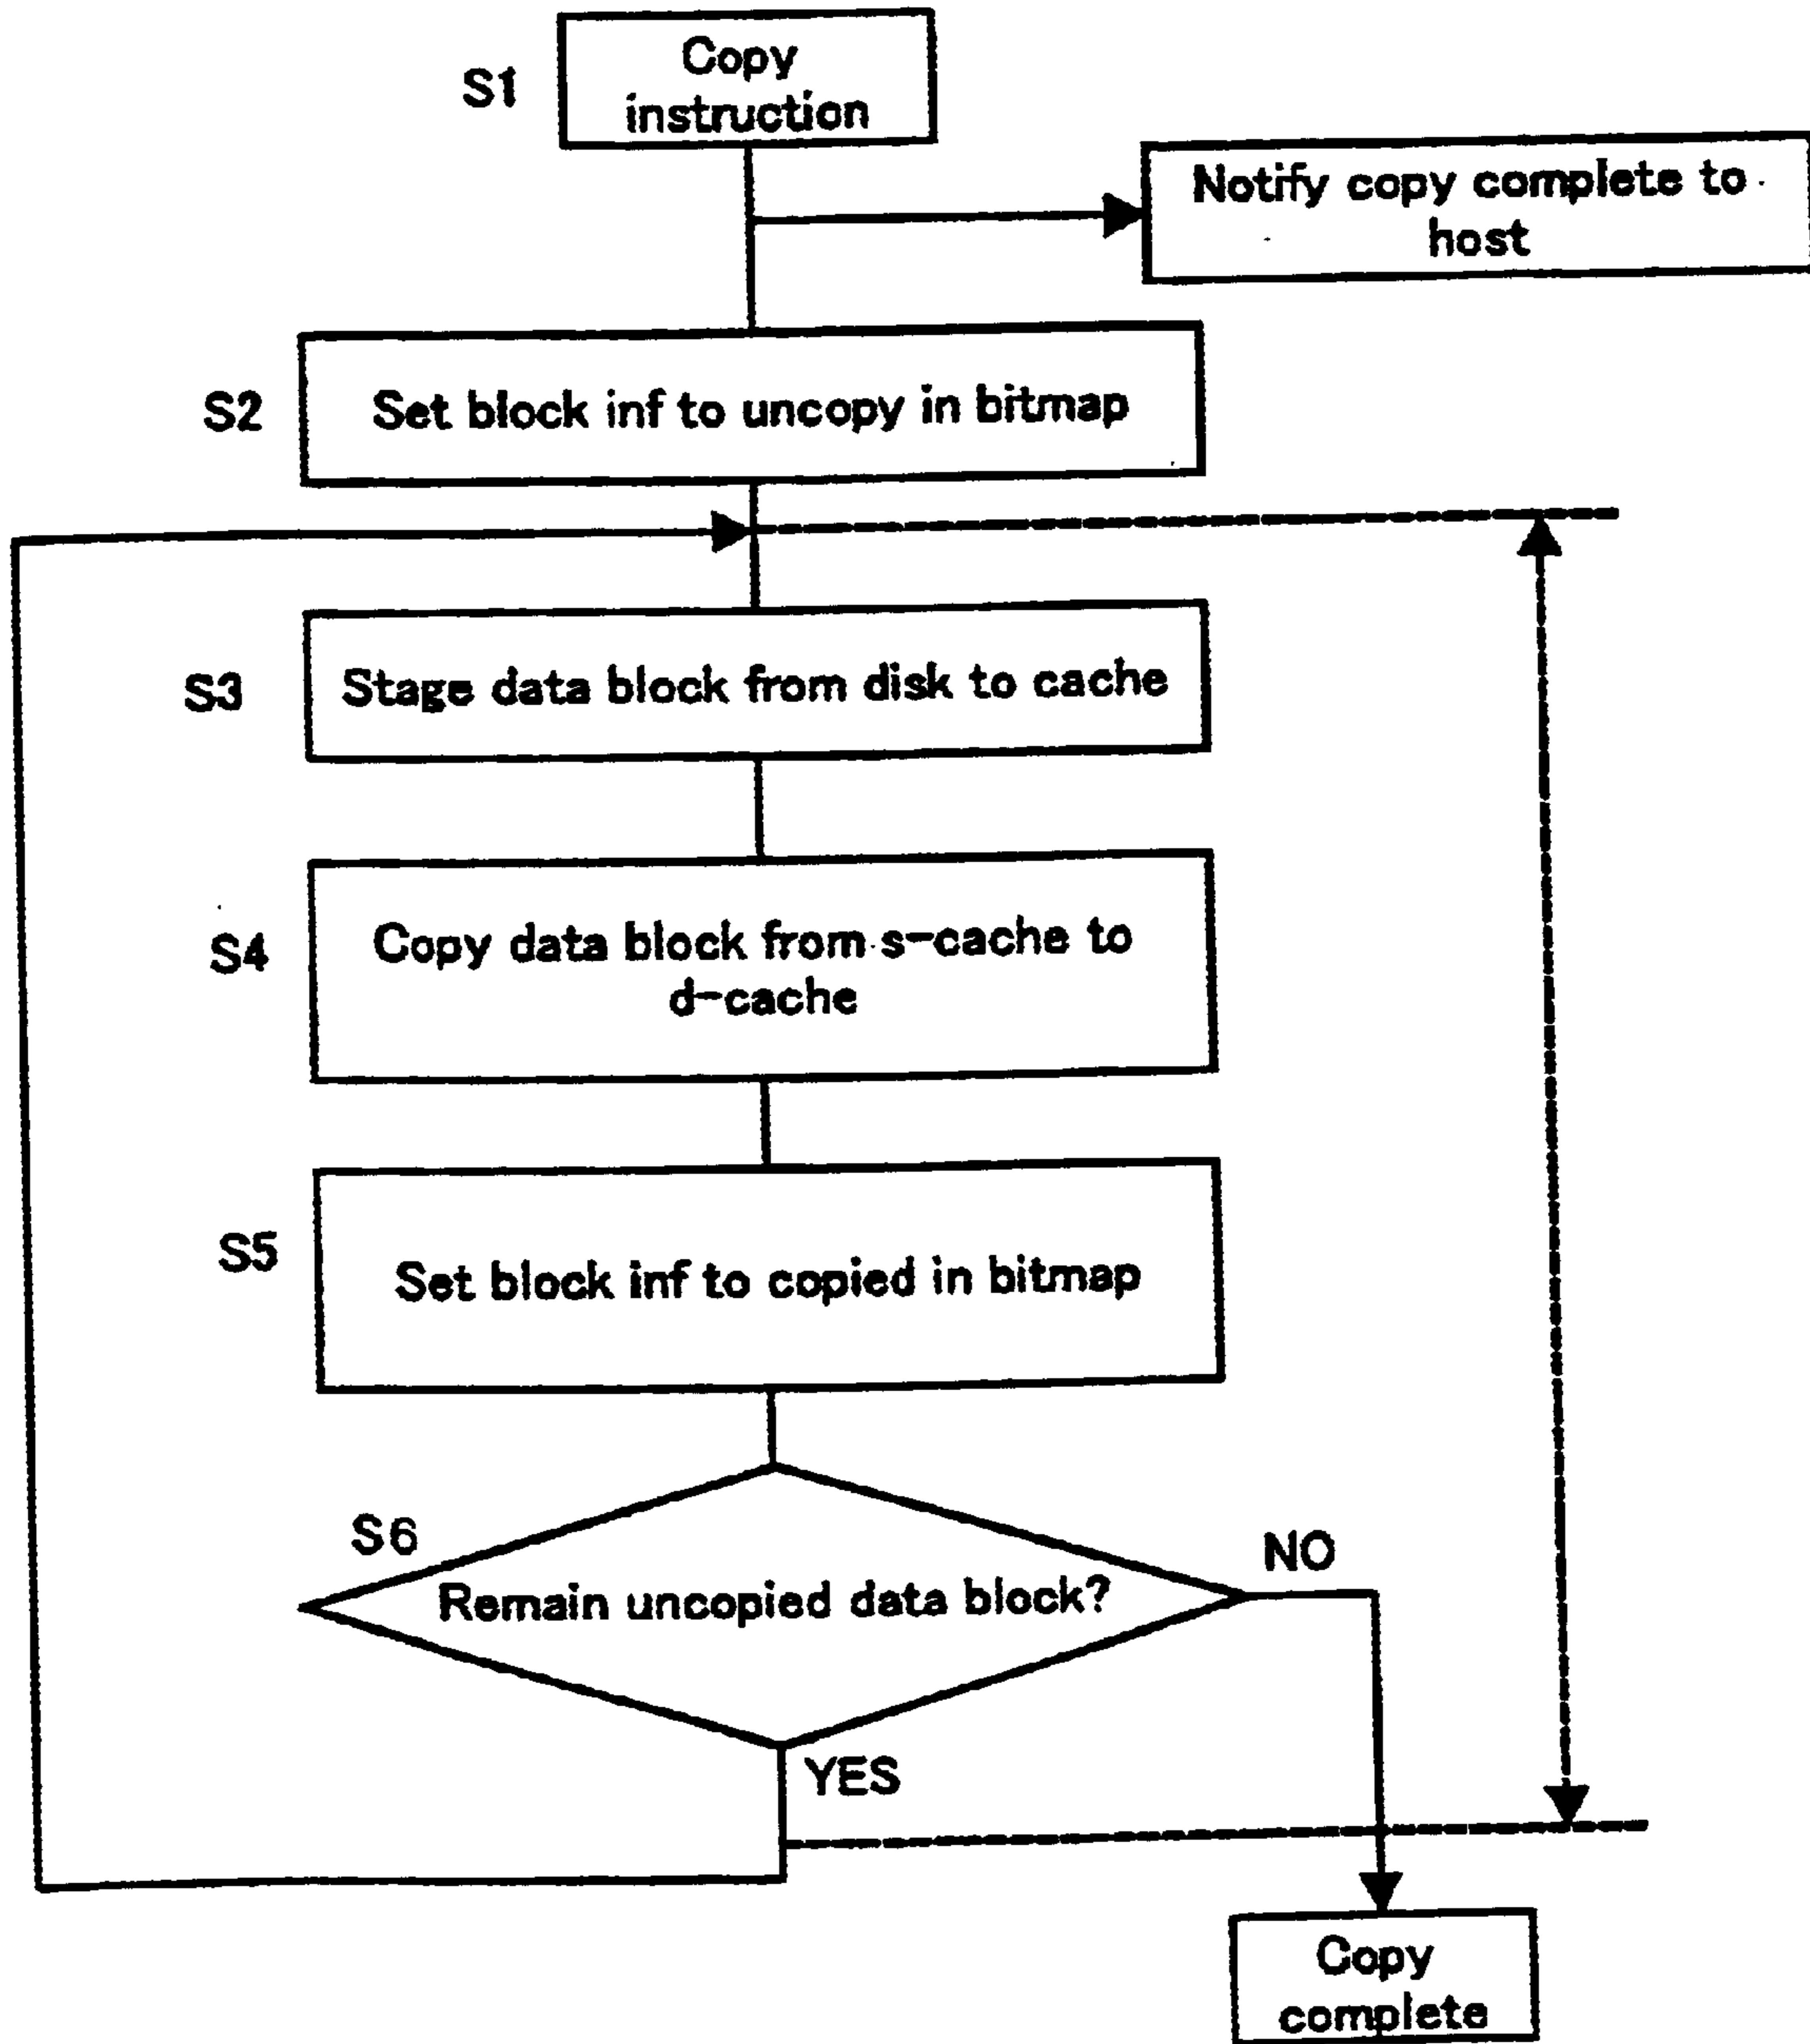 S1
Copy
instruction
Notify copy complete to
host
S2
Set block inf to uncopy in bitmap
S3
Stage data block from disk to cache
S4
Copy data block from s-cache to
d-cache
S5
Set block inf to copied in bitmap
S6
Remain uncopied data block?
NO
YES
Copy
complete